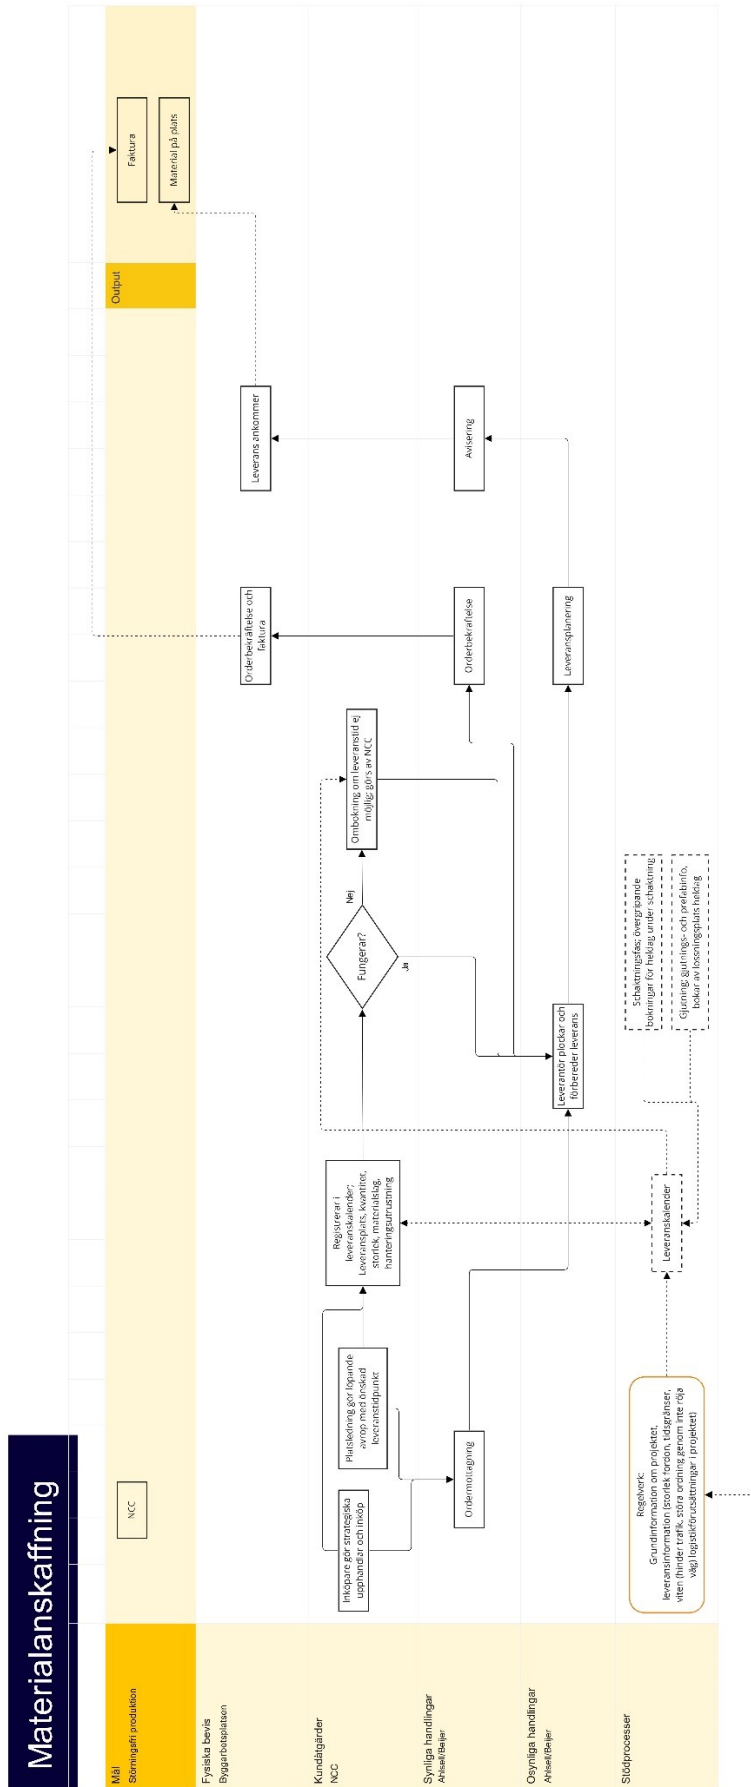 Materialanskaffning
Mål
Störningsfri produktion
NCC
Output
Faktura
Material på plats
Fysiska bevis
Byggarbetsplatsen
Orderbekräftelse och
faktura
Leverans ankommer
Kundåtgärder
NCC
Inköpare gör strategiska
upphandlar och inköp
Platsledning gör löpande
avrop med önskad
leveranstidpunkt
Registrerar i
leveranskalender;
Leveransplats, kvantiter,
storlek, materialslag,
hanteringsutrustning
Fungerar?
Nej
Ja
Ombokning om leveranstid ej
möjlig: görs av NCC
Synliga handlingar
Ahlsell/Beijer
Ordermottagning
Orderbekräftelse
Avisering
Osynliga handlingar
Ahlsell/Beijer
Leverantör plockar och
förbereder leverans
Leveransplanering
Stödprocesser
Regelverk:
Grundinformation om projektet,
leveransinformation (storlek fordon, tidsgränser,
viten (hinder trafik, störa ordning genom inte röja
väg) logistikförutsättningar i projektet)
Leveranskalender
Schaktningsfas; övergripande
bokningar för heldag under schaktning
Gjutning: gjutnings- och prefabinfo,
bokar av lossningsplats heldag